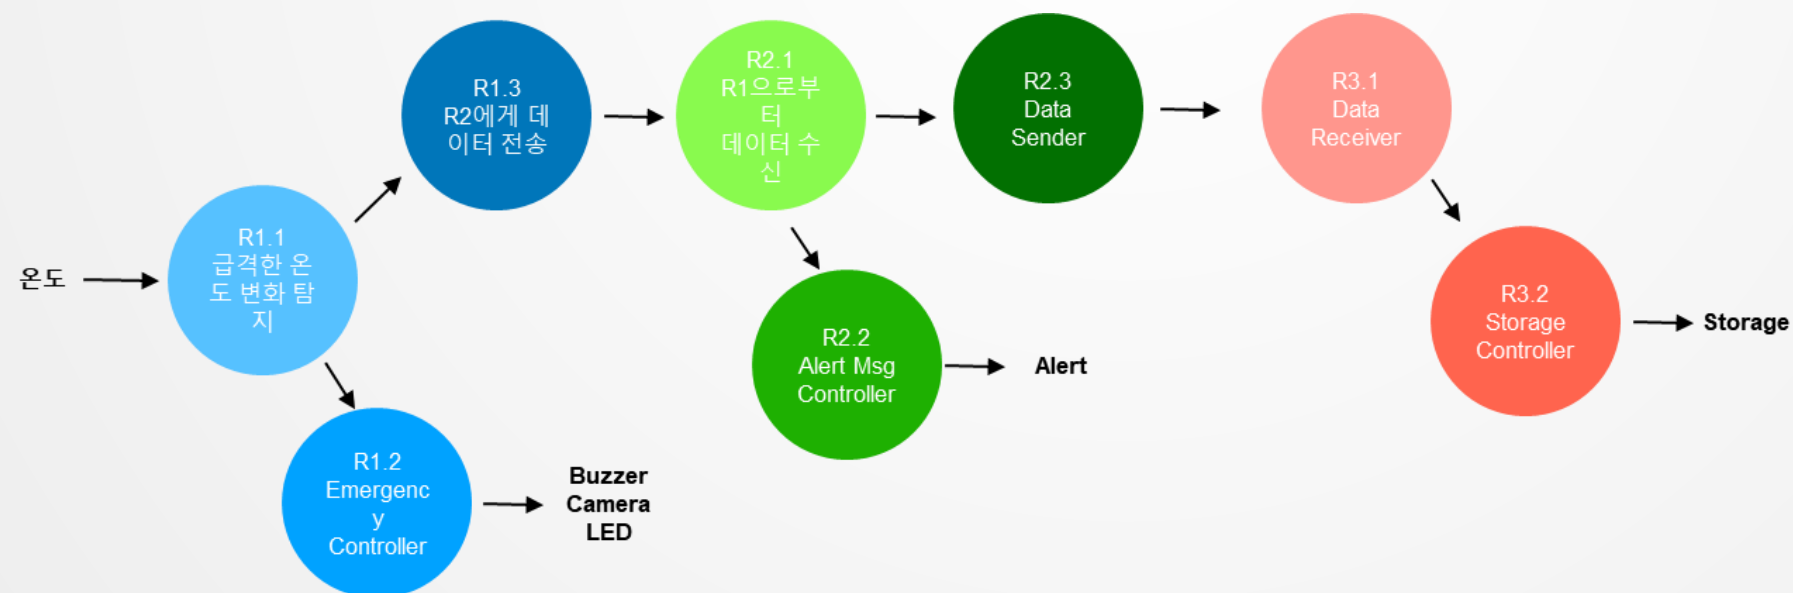 온도
R1.1
급격한 온
도 변화 탐
지
R1.3
R2에게 데
이터 전송
R1.2
Emergenc
y
Controller
Buzzer
Camera
LED
R2.1
R1으로부
터
데이터 수
신
R2.2
Alert Msg
Controller
Alert
R2.3
Data
Sender
R3.1
Data
Receiver
R3.2
Storage
Controller
Storage